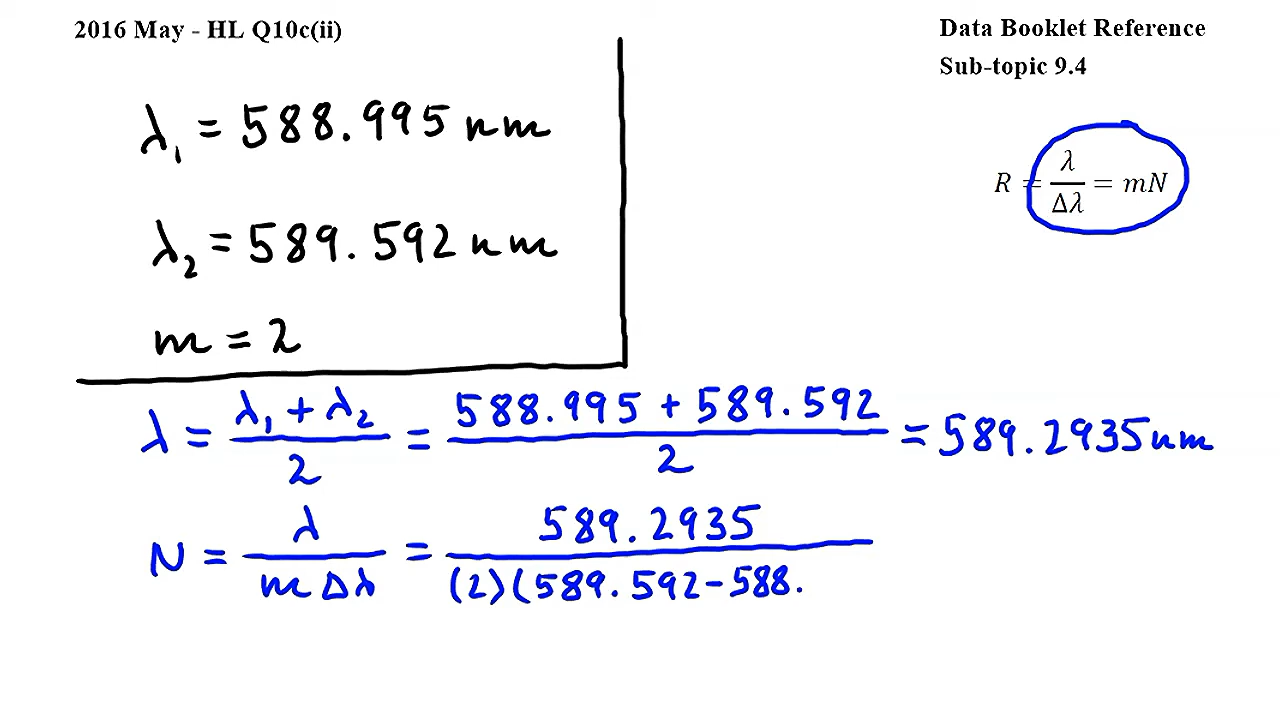 2016 May - HL Q10c(ii)
Data Booklet Reference
Sub-topic 9.4
R = λ/Δλ = mN
λ₁ = 588.995 nm
λ₂ = 589.592 nm
m = 2
λ = (λ₁ + λ₂)/2 = (588.995 + 589.592)/2 = 589.2935 nm
N = λ/(m Δλ) = 589.2935/(2)(589.592-588.